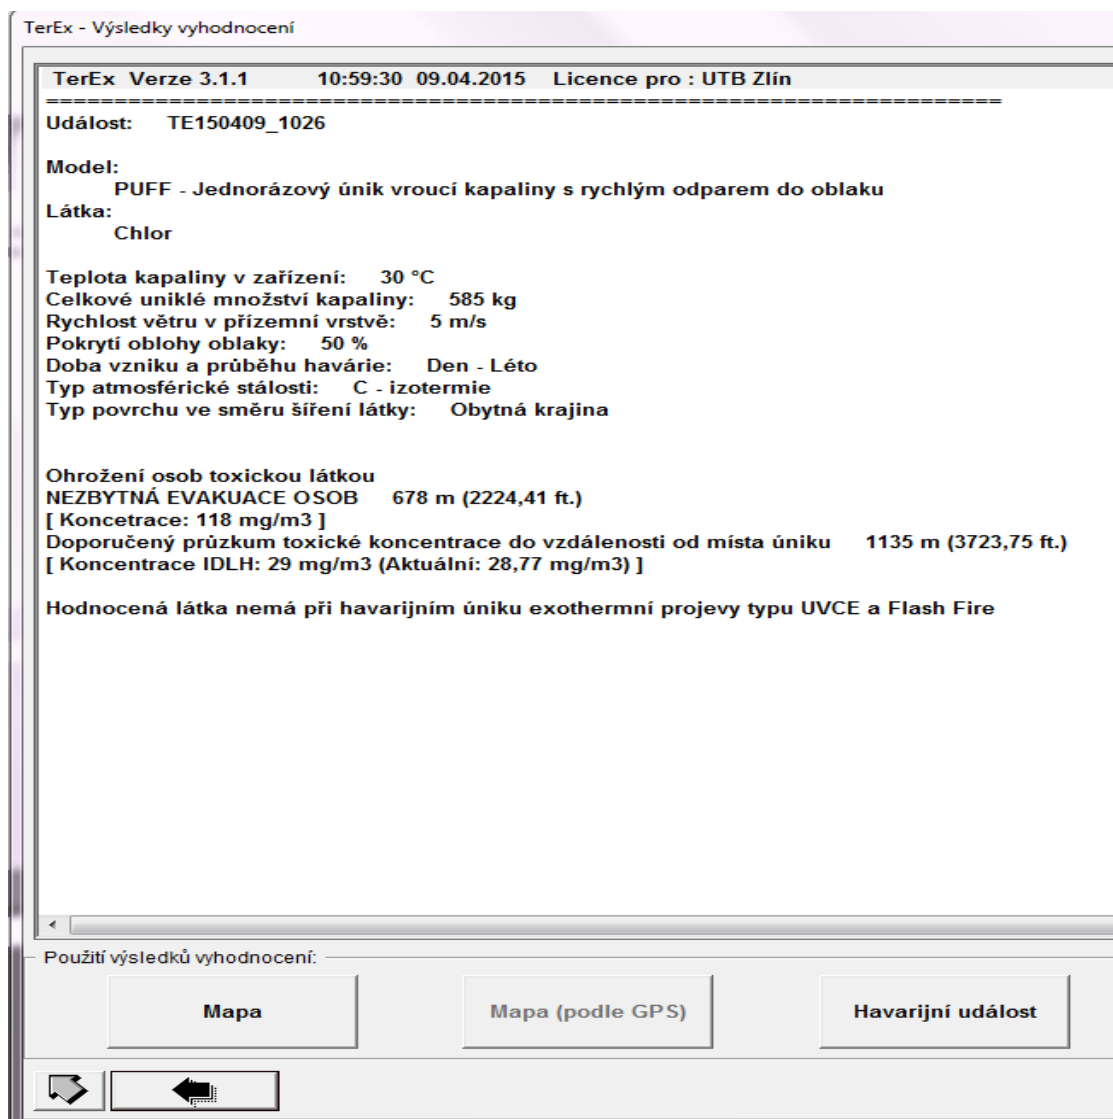 TerEx - Výsledky vyhodnocení
TerEx Verze 3.1.1 10:59:30 09.04.2015 Licence pro : UTB Zlín
======================================================================
Událost: TE150409_1026
Model:
PUFF - Jednorázový únik vroucí kapaliny s rychlým odparem do oblaku
Látka:
Chlor
Teplota kapaliny v zařízení: 30 °C
Celkové uniklé množství kapaliny: 585 kg
Rychlost větru v přízemní vrstvě: 5 m/s
Pokrytí oblohy oblaky: 50 %
Doba vzniku a průběhu havárie: Den - Léto
Typ atmosférické stálosti: C - izotermie
Typ povrchu ve směru šíření látky: Obytná krajina
Ohrožení osob toxickou látkou
NEZBYTNÁ EVAKUACE OSOB 678 m (2224,41 ft.)
[ Koncetrace: 118 mg/m3 ]
Doporučený průzkum toxické koncentrace do vzdálenosti od místa úniku 1135 m (3723,75 ft.)
[ Koncentrace IDLH: 29 mg/m3 (Aktuální: 28,77 mg/m3) ]
Hodnocená látka nemá při havarijním úniku exothermní projevy typu UVCE a Flash Fire
Použití výsledků vyhodnocení:
Mapa
Mapa (podle GPS)
Havarijní událost